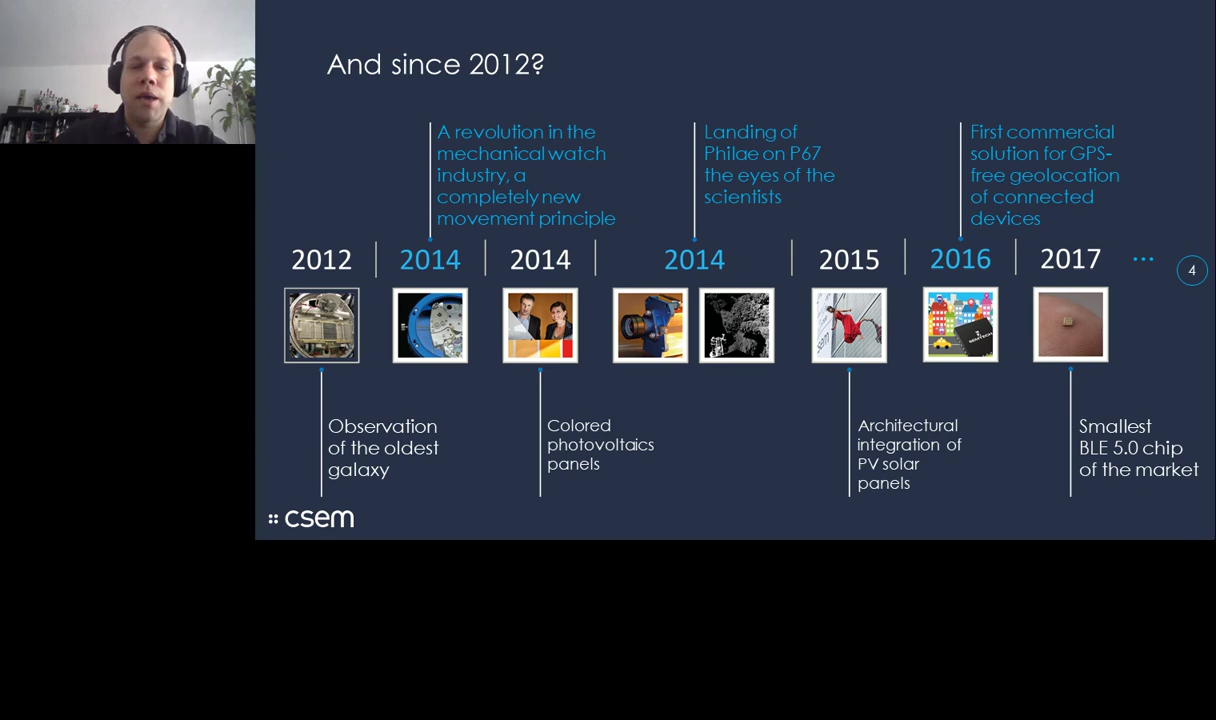 And since 2012?
A revolution in the
mechanical watch
industry, a
completely new
movement principle
Landing of
Philae on P67
the eyes of the
scientists
First commercial
solution for GPS-
free geolocation
of connected
devices
2012
2014
2014
2014
2015
2016
2017
...
4
SEMTECH
Observation
of the oldest
galaxy
Colored
photovoltaics
panels
Architectural
integration of
PV solar
panels
Smallest
BLE 5.0 chip
of the market
csem